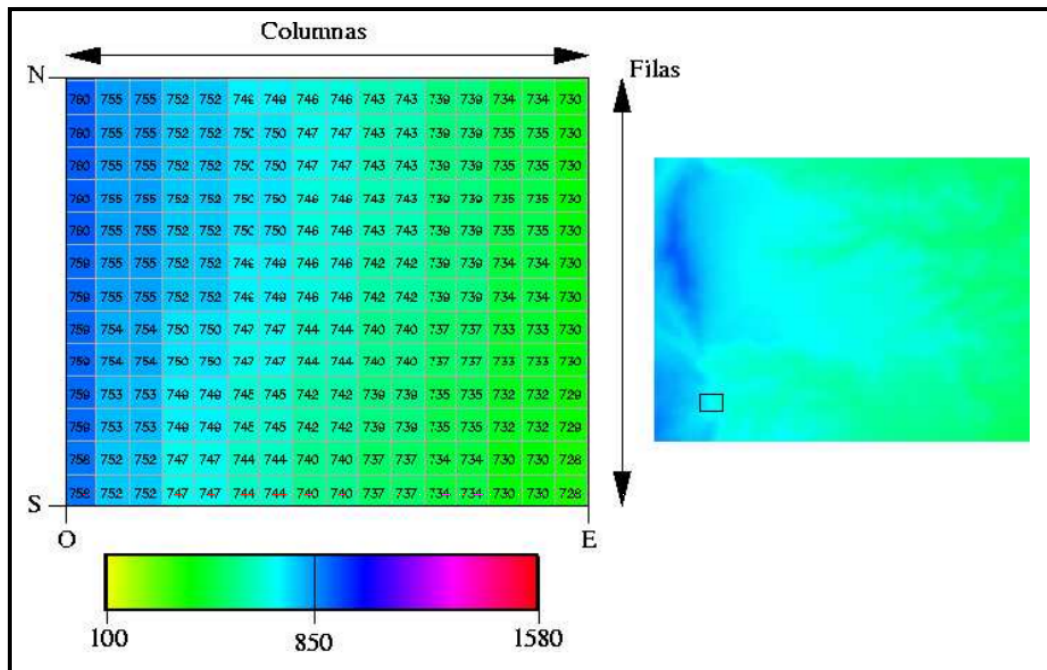 Columnas
N
Filas
760 755 755 752 752 749 749 746 746 743 743 739 739 734 734 730
760 755 755 752 752 750 750 747 747 743 743 739 739 735 735 730
760 755 755 752 752 750 750 747 747 743 743 739 739 735 735 730
760 755 755 752 752 750 750 746 746 743 743 739 739 735 735 730
760 755 755 752 752 750 750 746 746 743 743 739 739 735 735 730
759 755 755 752 752 749 749 746 746 742 742 739 739 734 734 730
759 755 755 752 752 749 749 746 746 742 742 739 739 734 734 730
759 754 754 750 750 747 747 744 744 740 740 737 737 733 733 730
759 754 754 750 750 747 747 744 744 740 740 737 737 733 733 730
759 753 753 749 749 745 745 742 742 739 739 735 735 732 732 729
759 753 753 749 749 745 745 742 742 739 739 735 735 732 732 729
758 752 752 747 747 744 744 740 740 737 737 734 734 730 730 728
758 752 752 747 747 744 744 740 740 737 737 734 734 730 730 728
S
O
E
100
850
1580